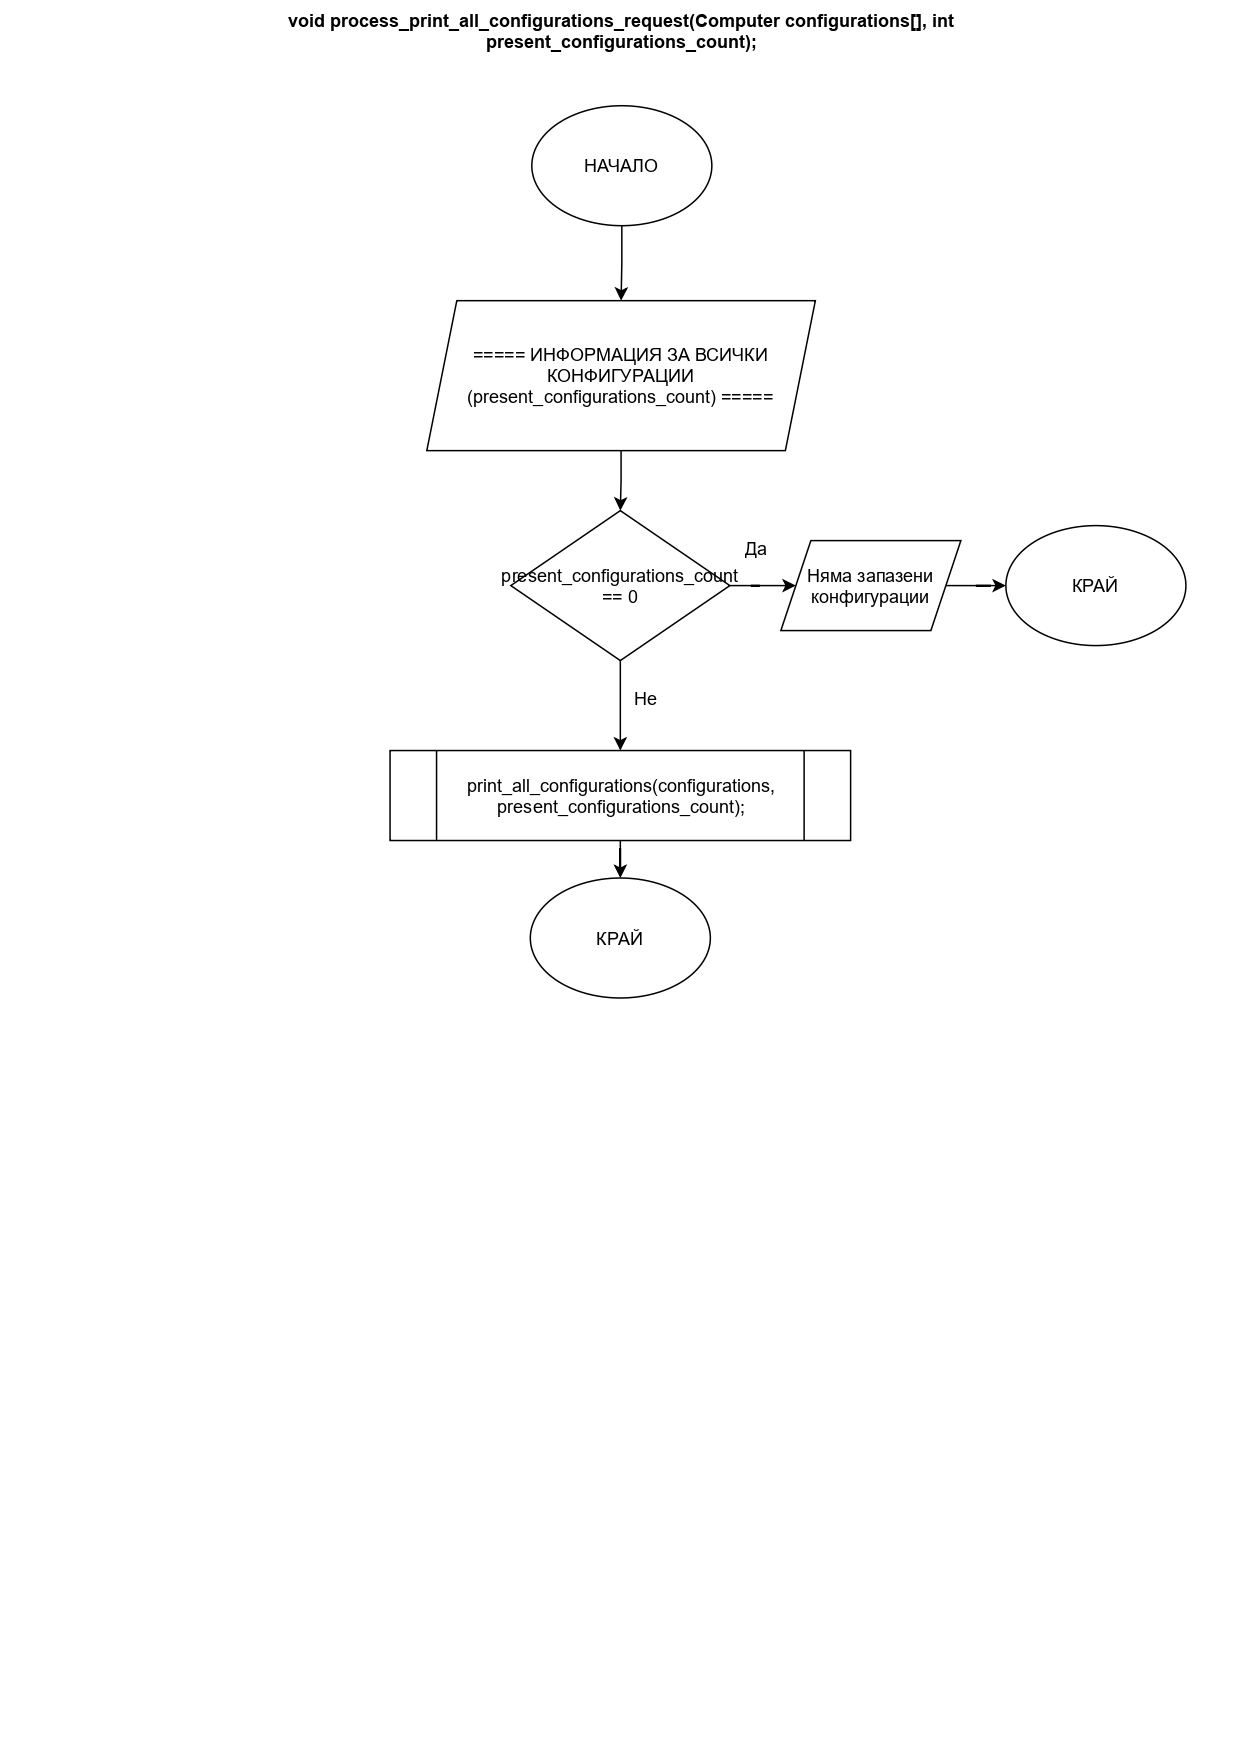 void process_print_all_configurations_request(Computer configurations[], int
present_configurations_count);
НАЧАЛО
===== ИНФОРМАЦИЯ ЗА ВСИЧКИ
КОНФИГУРАЦИИ
(present_configurations_count) =====
present_configurations_count
== 0
Да
Няма запазени
конфигурации
КРАЙ
Не
print_all_configurations(configurations,
present_configurations_count);
КРАЙ